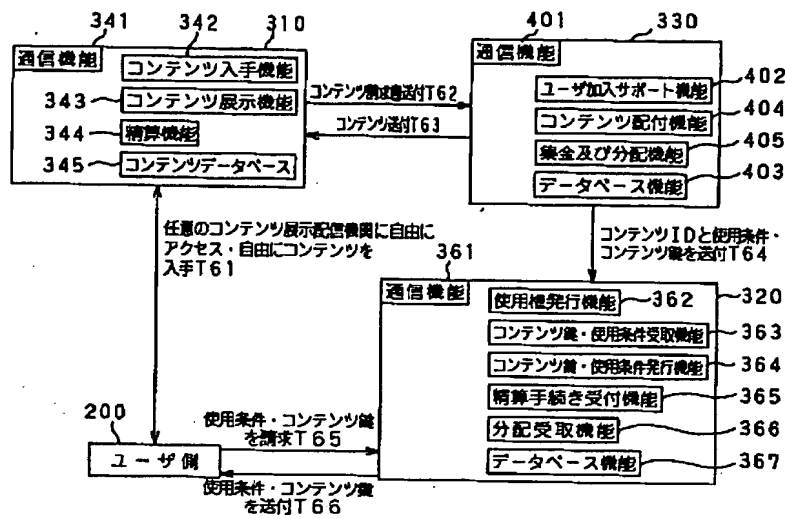 341
342
310
通信機能
コンテンツ入手機能
343
コンテンツ展示機能
344
精算機能
345
コンテンツデータベース
コンテンツ請求書送付T62
コンテンツ送付T63
401
330
通信機能
402
ユーザ加入サポート機能
404
コンテンツ配付機能
405
集金及び分配機能
403
データベース機能
任意のコンテンツ展示配信機関に自由に
アクセス・自由にコンテンツを
入手T61
コンテンツIDと使用条件・
コンテンツ鍵を送付T64
361
320
通信機能
使用権発行機能
362
コンテンツ鍵・使用条件受取機能
363
コンテンツ鍵・使用条件発行機能
364
精算手続き受付機能
365
分配受取機能
366
データベース機能
367
200
ユーザ側
使用条件・コンテンツ鍵
を請求T65
使用条件・コンテンツ鍵
を送付T66